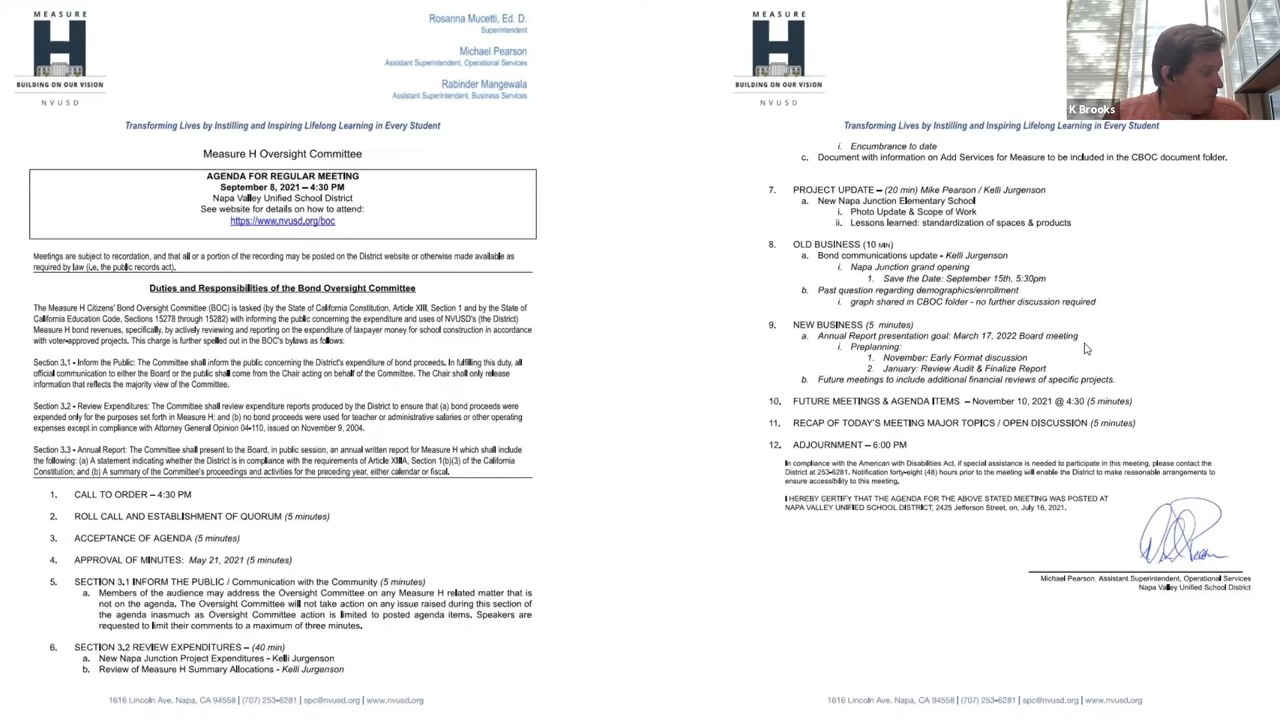 MEASURE
H
BUILDING ON OUR VISION
NVUSD
Rosanna Mucetti, Ed. D.
Superintendent
Michael Pearson
Assistant Superintendent, Operational Services
Rabinder Mangewala
Assistant Superintendent, Business Services
Transforming Lives by Instilling and Inspiring Lifelong Learning in Every Student
Measure H Oversight Committee
AGENDA FOR REGULAR MEETING
September 8, 2021 – 4:30 PM
Napa Valley Unified School District
See website for details on how to attend:
https://www.nvusd.org/boc
Meetings are subject to recordation, and that all or a portion of the recording may be posted on the District website or otherwise made available as
required by law (i.e, the public records act).
Duties and Responsibilities of the Bond Oversight Committee
The Measure H Citizens' Bond Oversight Committee (BOC) is tasked (by the State of California Constitution, Article XIII, Section 1 and by the State of
California Education Code, Sections 15278 through 15282) with informing the public concerning the expenditure and uses of NVUSD's (the District)
Measure H bond revenues, specifically, by actively reviewing and reporting on the expenditure of taxpayer money for school construction in accordance
with voter-approved projects. This charge is further spelled out in the BOC's bylaws as follows:
Section 3.1 - Inform the Public: The Committee shall inform the public concerning the District's expenditure of bond proceeds. In fulfilling this duty, all
official communication to either the Board or the public shall come from the Chair acting on behalf of the Committee. The Chair shall only release
information that reflects the majority view of the Committee.
Section 3.2 - Review Expenditures: The Committee shall review expenditure reports produced by the District to ensure that (a) bond proceeds were
expended only for the purposes set forth in Measure H; and (b) no bond proceeds were used for teacher or administrative salaries or other operating
expenses except in compliance with Attorney General Opinion 04-110, issued on November 9, 2004.
Section 3.3 - Annual Report: The Committee shall present to the Board, in public session, an annual written report for Measure H which shall include
the following: (a) A statement indicating whether the District is in compliance with the requirements of Article XIIIA, Section 1(b)(3) of the California
Constitution; and (b) A summary of the Committee's proceedings and activities for the preceding year, either calendar or fiscal.
1. CALL TO ORDER – 4:30 PM
2. ROLL CALL AND ESTABLISHMENT OF QUORUM (5 minutes)
3. ACCEPTANCE OF AGENDA (5 minutes)
4. APPROVAL OF MINUTES: May 21, 2021 (5 minutes)
5. SECTION 3.1 INFORM THE PUBLIC / Communication with the Community (5 minutes)
a. Members of the audience may address the Oversight Committee on any Measure H related matter that is
not on the agenda. The Oversight Committee will not take action on any issue raised during this section of
the agenda inasmuch as Oversight Committee action is limited to posted agenda items. Speakers are
requested to limit their comments to a maximum of three minutes.
6. SECTION 3.2 REVIEW EXPENDITURES – (40 min)
a. New Napa Junction Project Expenditures - Kelli Jurgenson
b. Review of Measure H Summary Allocations - Kelli Jurgenson
1616 Lincoln Ave, Napa, CA 94558 | (707) 253-6281 | spc@nvusd.org | www.nvusd.org
MEASURE
H
BUILDING ON OUR VISION
NVUSD
K Brooks
Transforming Lives by Instilling and Inspiring Lifelong Learning in Every Student
i. Encumbrance to date
c. Document with information on Add Services for Measure to be included in the CBOC document folder.
7. PROJECT UPDATE – (20 min) Mike Pearson / Kelli Jurgenson
a. New Napa Junction Elementary School
i. Photo Update & Scope of Work
ii. Lessons learned: standardization of spaces & products
8. OLD BUSINESS (10 MIN)
a. Bond communications update - Kelli Jurgenson
i. Napa Junction grand opening
1. Save the Date: September 15th, 5:30pm
b. Past question regarding demographics/enrollment
i. graph shared in CBOC folder - no further discussion required
9. NEW BUSINESS (5 minutes)
a. Annual Report presentation goal: March 17, 2022 Board meeting
i. Preplanning:
1. November: Early Format discussion
2. January: Review Audit & Finalize Report
b. Future meetings to include additional financial reviews of specific projects.
10. FUTURE MEETINGS & AGENDA ITEMS – November 10, 2021 @ 4:30 (5 minutes)
11. RECAP OF TODAY'S MEETING MAJOR TOPICS / OPEN DISCUSSION (5 minutes)
12. ADJOURNMENT – 6:00 PM
In compliance with the American with Disabilities Act, if special assistance is needed to participate in this meeting, please contact the
District at 253-6281. Notification forty-eight (48) hours prior to the meeting will enable the District to make reasonable arrangements to
ensure accessibility to this meeting.
I HEREBY CERTIFY THAT THE AGENDA FOR THE ABOVE STATED MEETING WAS POSTED AT
NAPA VALLEY UNIFIED SCHOOL DISTRICT, 2425 Jefferson Street, on, July 16, 2021.
Michael Pearson, Assistant Superintendent, Operational Services
Napa Valley Unified School District
1616 Lincoln Ave, Napa, CA 94558 | (707) 253-6281 | spc@nvusd.org | www.nvusd.org